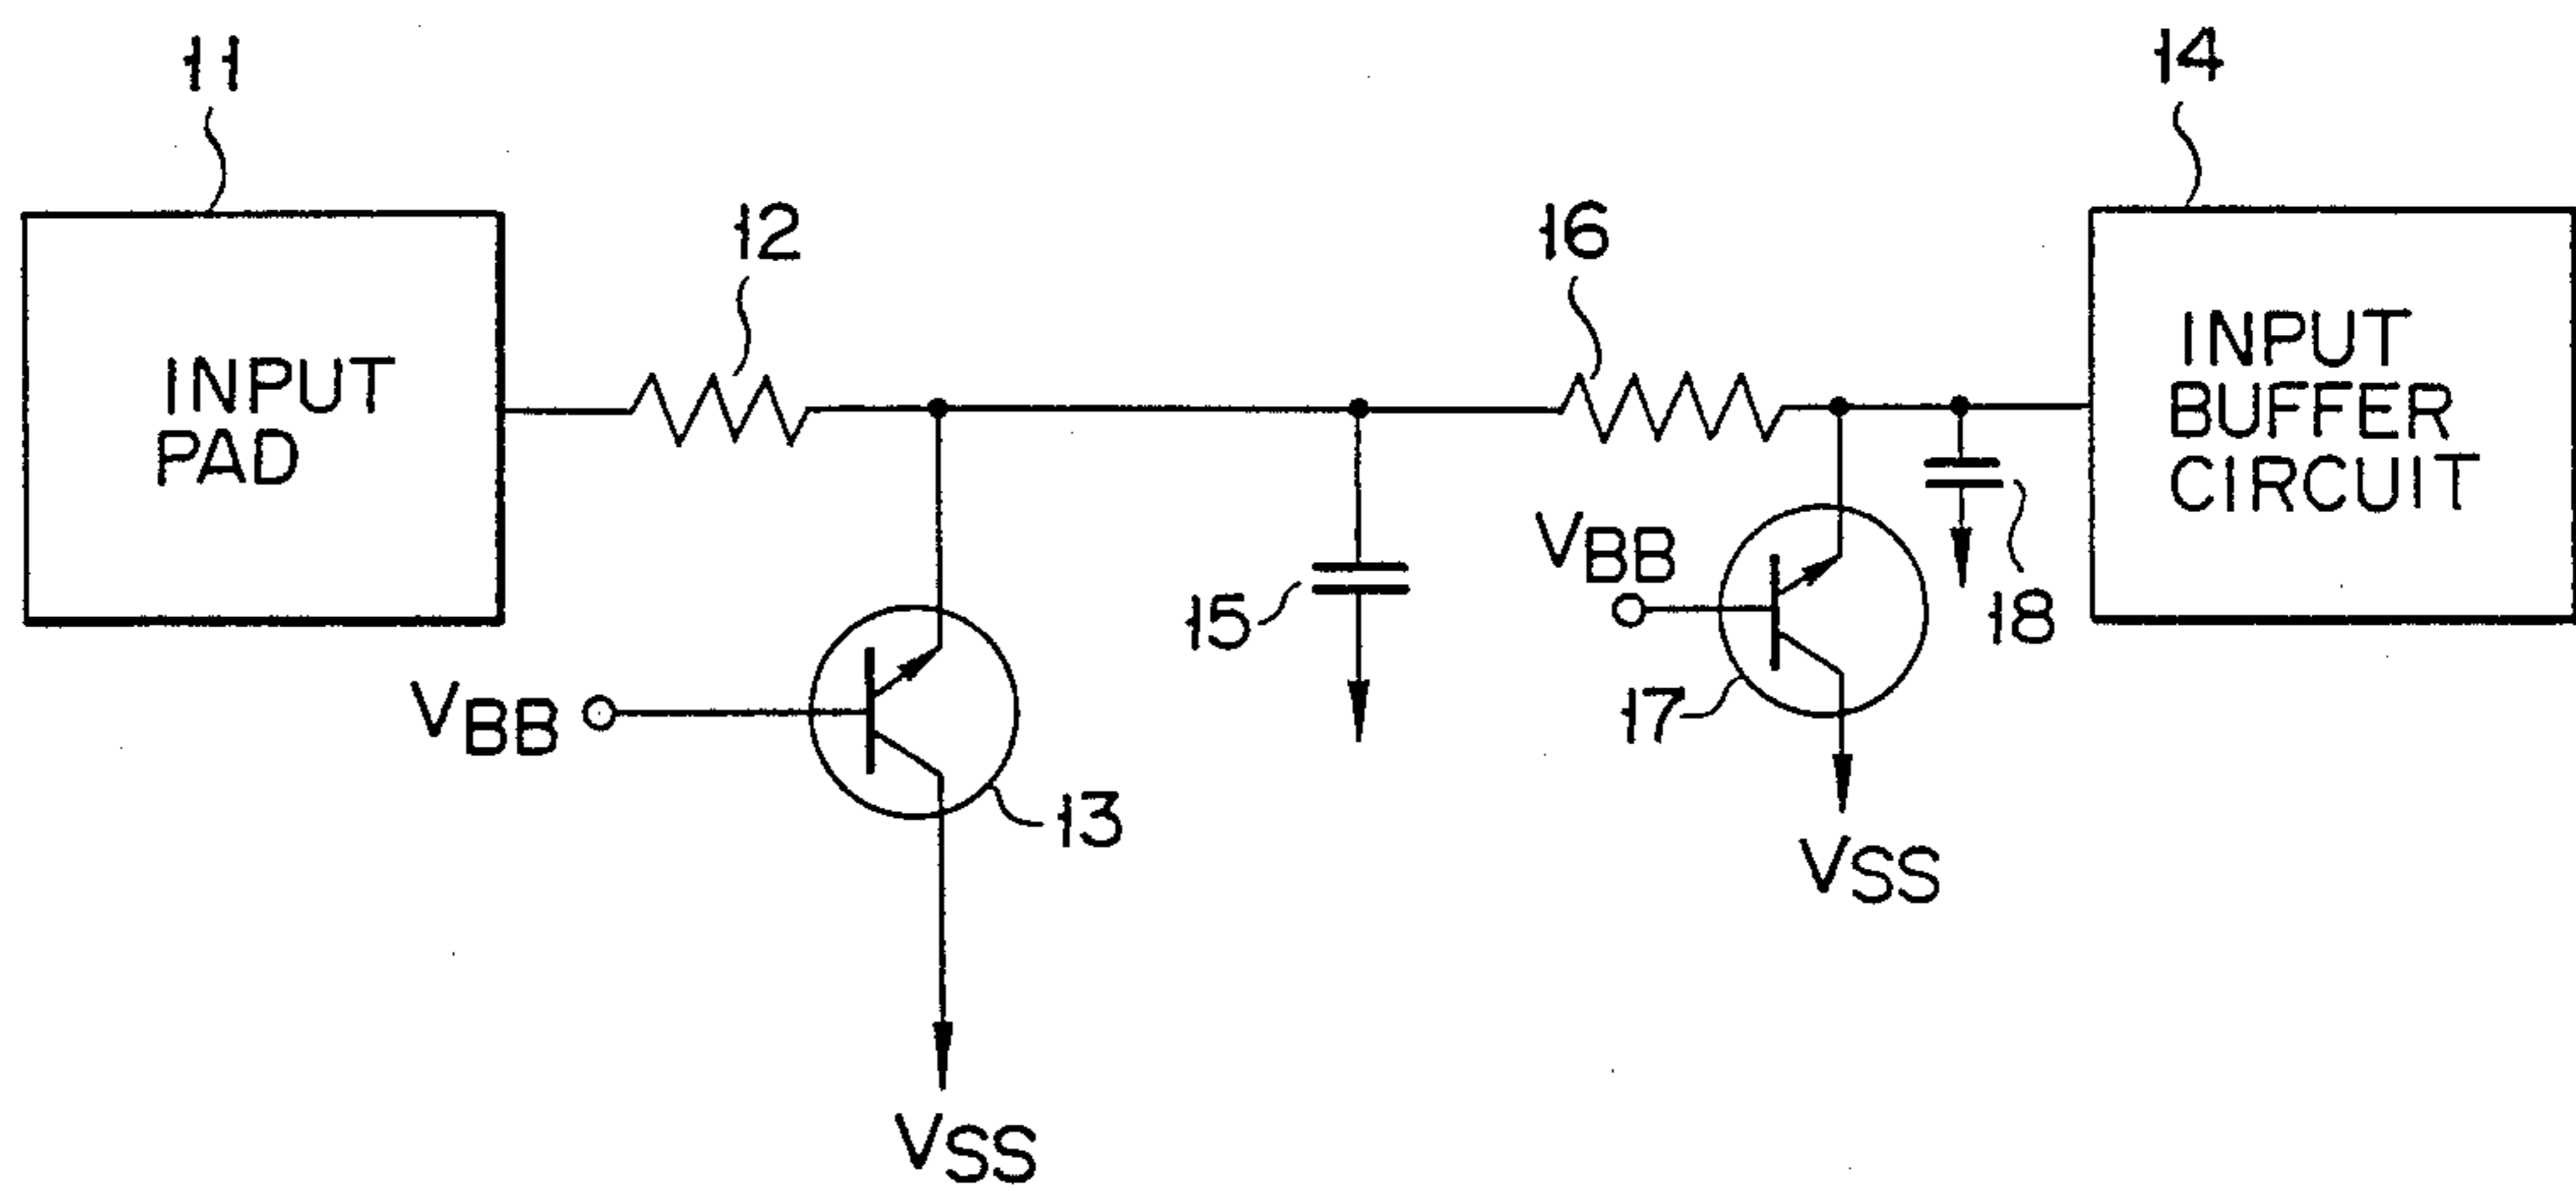 11
14
12
16
INPUT
PAD
INPUT
BUFFER
CIRCUIT
VBB
15
18
VBB
17
13
VSS
VSS